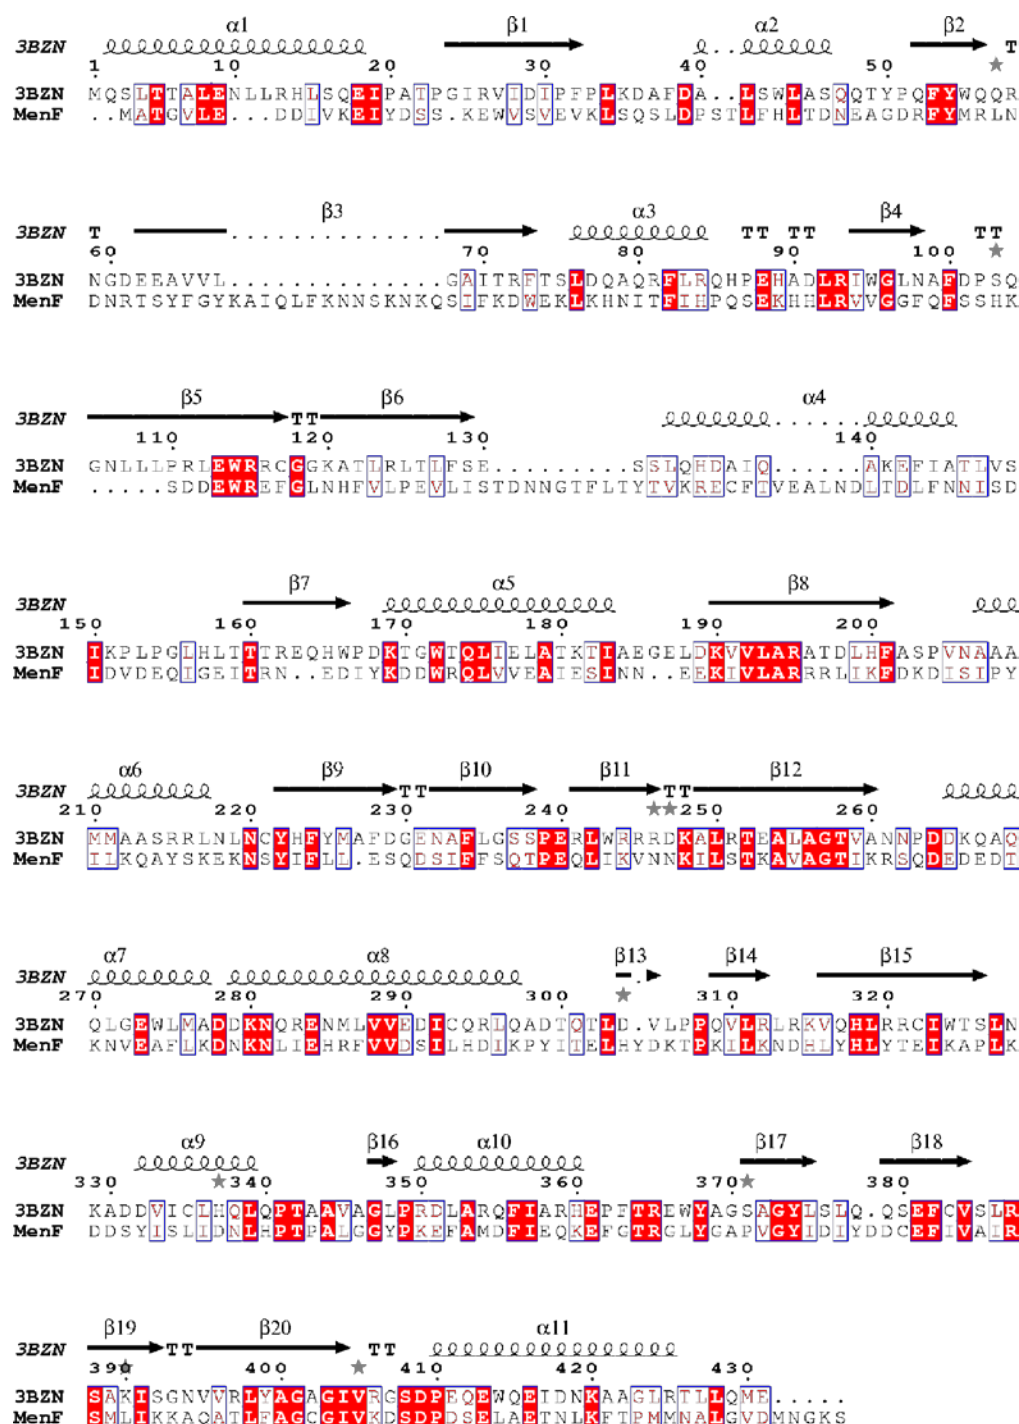 α1 β1 α2 β2
3BZN T
1 10 20 30 40 50
3BZN MQSLTTALENLLRHLSQEIPATPGIRVIDIPFPLKDAFDA..LSWLASQQTYPQFYWQQR
MenF ..MATGVLE...DDIVKEIYDSS.KEWVSVEVKLSQSLDPSTLFHLTDNEAGDRFYMRLN
β3 α3 β4
3BZN T TT TT TT
60 70 80 90 100
3BZN NGDEEAVVL..............GAITRFTSLDQAQRFLRQHPEHADLRIWGLNAFDPSQ
MenF DNRTSYFGYKAIQLFKNNSKNKQSIFKDWEKLKHNITFIHPQSEKHHLRVVGGFQFSSHK
β5 β6 α4
3BZN TT
110 120 130 140
3BZN GNLLLPRLEWRRCGGKATLRLTLFSE..........SSLQHDAIQ......AKEFIATLVS
MenF .....SDDEWREFGLNHFVLPEVLISTDNNGTFLTYTVKRECFTVEALNDLTDLFNNISD
β7 α5 β8
3BZN
150 160 170 180 190 200
3BZN IKPLPGLHLTTTREQHWPDKTGWTQLIELATKTIAEGELDKVVLARATDLHFASPVNAAA
MenF IDVDEQIGEITRN..EDIYKDDWRQLVVEAIESINN..EEKIVLARRRLIKFDKDISIPY
α6 β9 β10 β11 β12
3BZN TT TT
210 220 230 240 250 260
3BZN MMAASRRLNLNCYHFYMAFDGENAFLGSSPERLWRRRDKALRTEALAGTVANNPDDKQAQ
MenF ILKQAYSKEKNSYIFLL.ESQDSIFFSQTPEQLIKVNNKILSTKAVAGTIKRSQDEDEDI
α7 α8 β13 β14 β15
3BZN
270 280 290 300 310 320
3BZN QLGEWLMADDKNQRENMLVVEDICQRLQADTQTLD.VLPPQVLRLRKVQHLRRCIWTSLN
MenF KNVEAFLKDNKNLIEHRFVVDSILHDIKPYITELHYDKTPKILKNDHLYHLYTEIKAPLK
α9 β16 α10 β17 β18
3BZN
330 340 350 360 370 380
3BZN KADDVICLHQLQPTAAVAGLPRDLARQFIARHEPFTREWYAGSAGYLSLQ.QSEFCVSLR
MenF DDSYISLIDNLHPTPALGGYPKEFAMDFIEQKEFGTRGLYGAPVGYIDIYDDCEFIVAIR
β19 β20 α11
3BZN TT TT
390 400 410 420 430
3BZN SAKISGNVVRLYAGAGIVRGSDPEQEWQEIDNKAAGLRTLLQME.....
MenF SMLIKKAQATLFAGCGIVKDSDPDSELAETNLKFTPMMNALGVDMNGKS